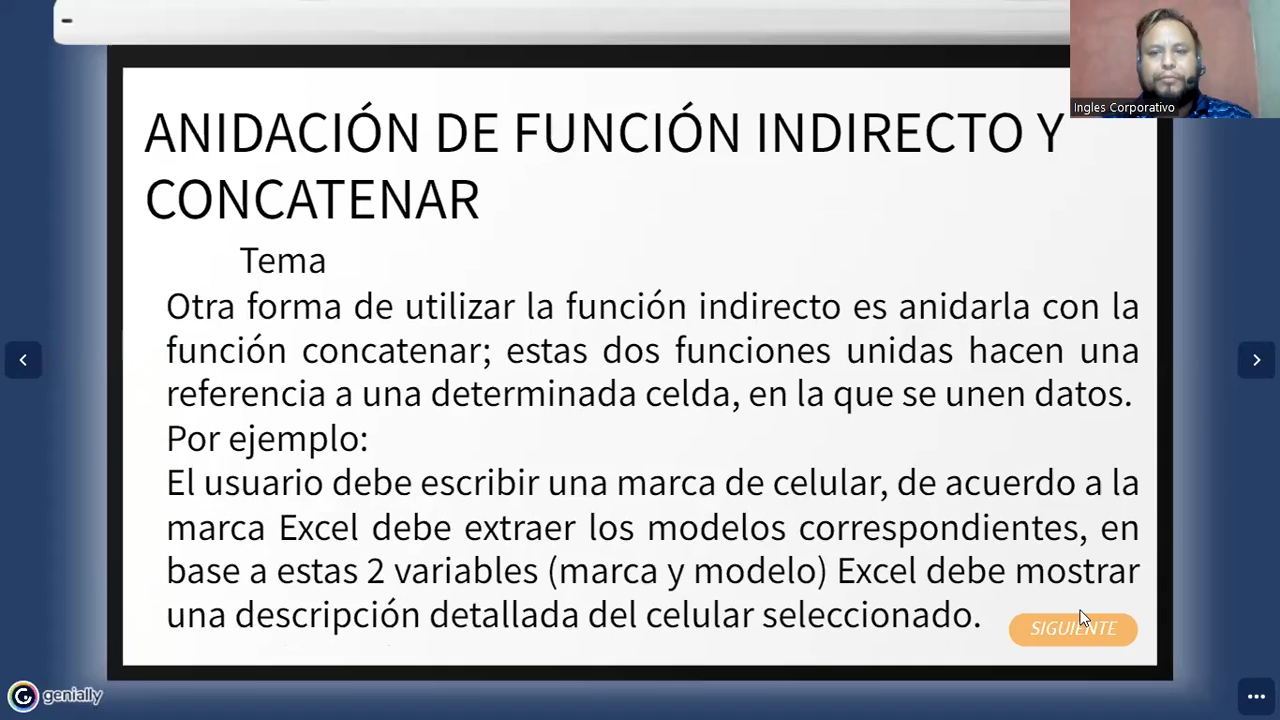 Ingles Corporativo
ANIDACIÓN DE FUNCIÓN INDIRECTO Y
CONCATENAR
Tema
Otra forma de utilizar la función indirecto es anidarla con la
función concatenar; estas dos funciones unidas hacen una
referencia a una determinada celda, en la que se unen datos.
Por ejemplo:
El usuario debe escribir una marca de celular, de acuerdo a la
marca Excel debe extraer los modelos correspondientes, en
base a estas 2 variables (marca y modelo) Excel debe mostrar
una descripción detallada del celular seleccionado.
SIGUIENTE
genially